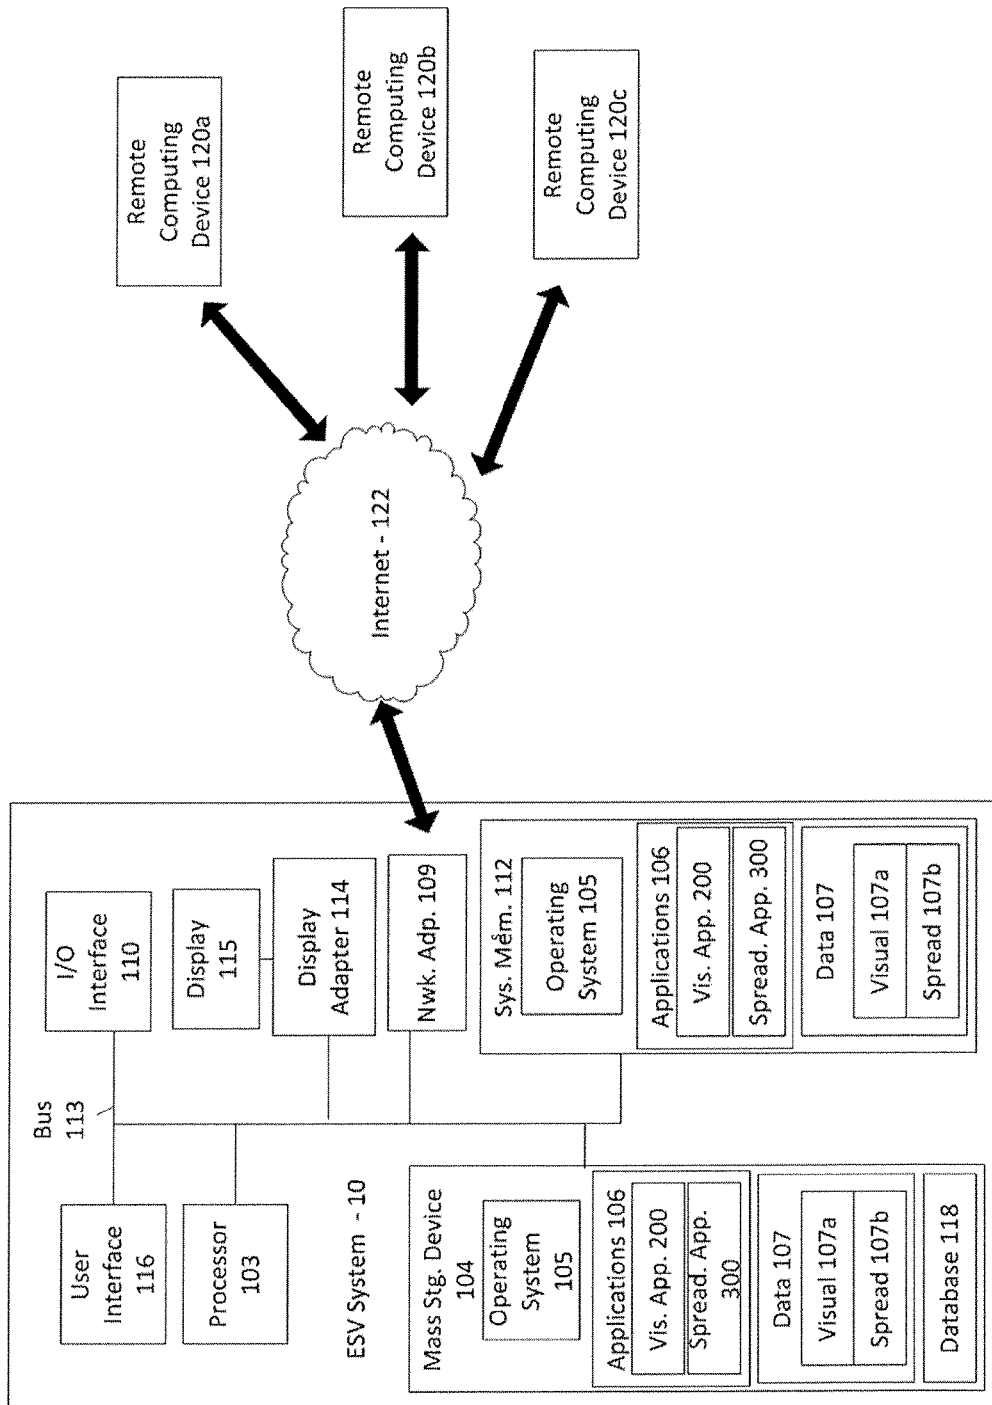 User
Interface
116
Bus
113
I/O
Interface
110
Processor
103
Display
115
Display
Adapter 114
ESV System - 10
Nwk. Adp. 109
Mass Stg. Device
104
Operating
System
105
Applications 106
Vis. App. 200
Spread. App.
300
Data 107
Visual 107a
Spread 107b
Database 118
Sys. Mem. 112
Operating
System 105
Applications 106
Vis. App. 200
Spread. App. 300
Data 107
Visual 107a
Spread 107b
Internet - 122
Remote
Computing
Device 120a
Remote
Computing
Device 120b
Remote
Computing
Device 120c